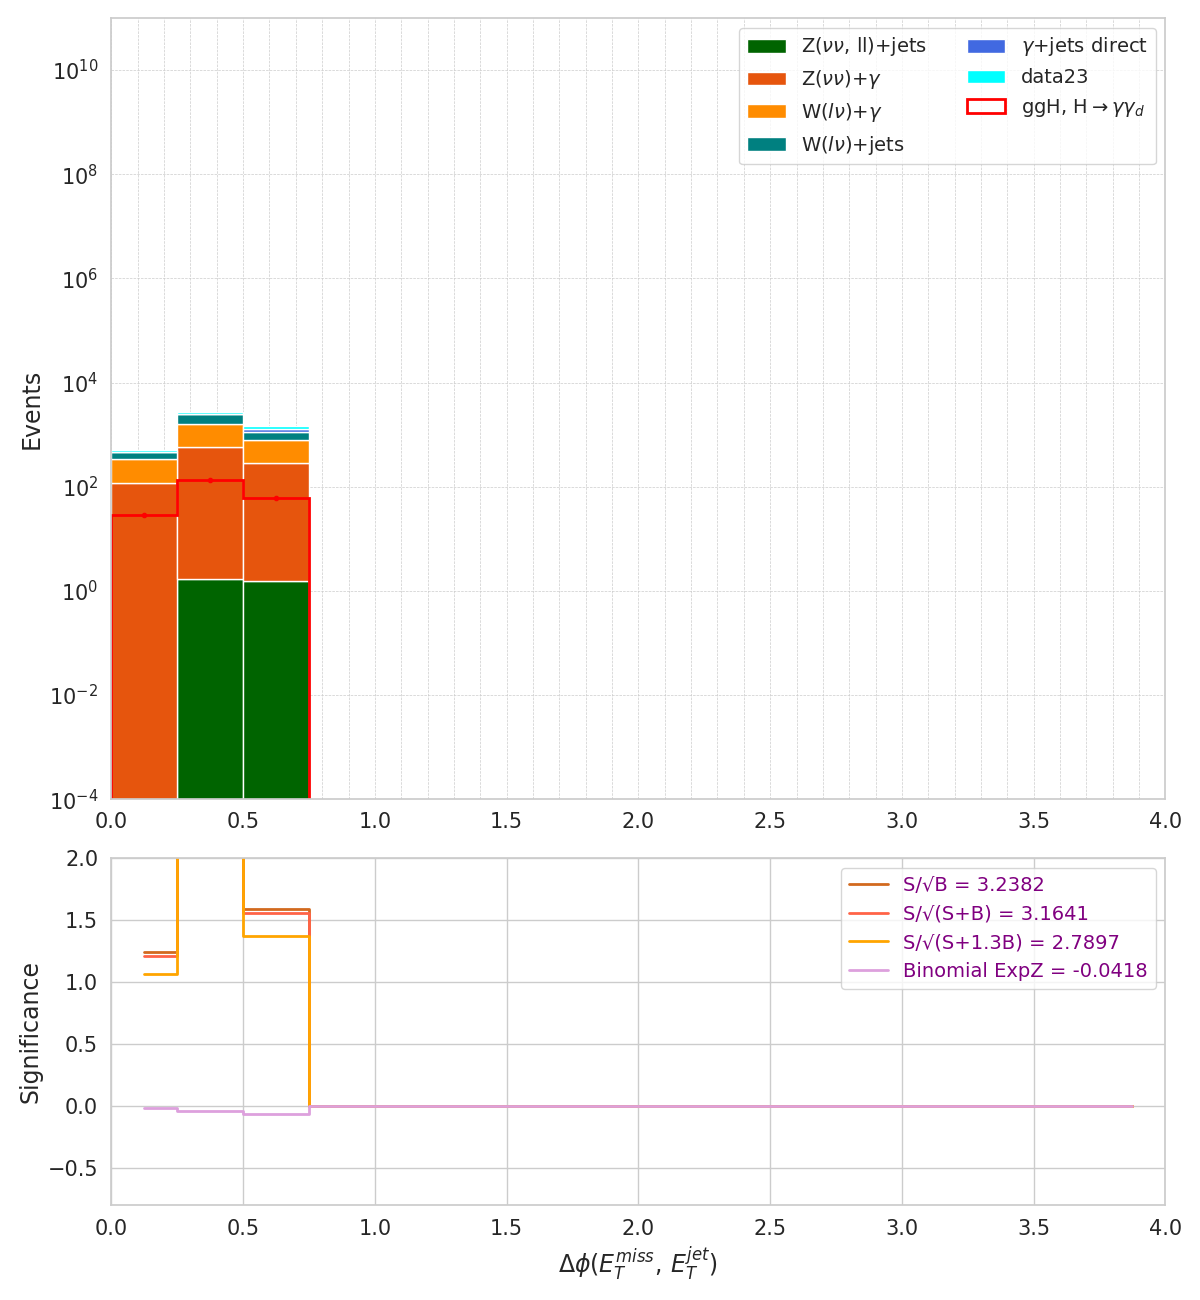 Z(νν, ll)+jets
Z(νν)+γ
W(lν)+γ
W(lν)+jets
γ+jets direct
data23
ggH, H→γγ_d
Events
10^10
10^8
10^6
10^4
10^2
10^0
10^−2
10^−4
0.0 0.5 1.0 1.5 2.0 2.5 3.0 3.5 4.0
S/√B = 3.2382
S/√(S+B) = 3.1641
S/√(S+1.3B) = 2.7897
Binomial ExpZ = -0.0418
Significance
2.0
1.5
1.0
0.5
0.0
−0.5
0.0 0.5 1.0 1.5 2.0 2.5 3.0 3.5 4.0
Δϕ(E_T^miss, E_T^jet)